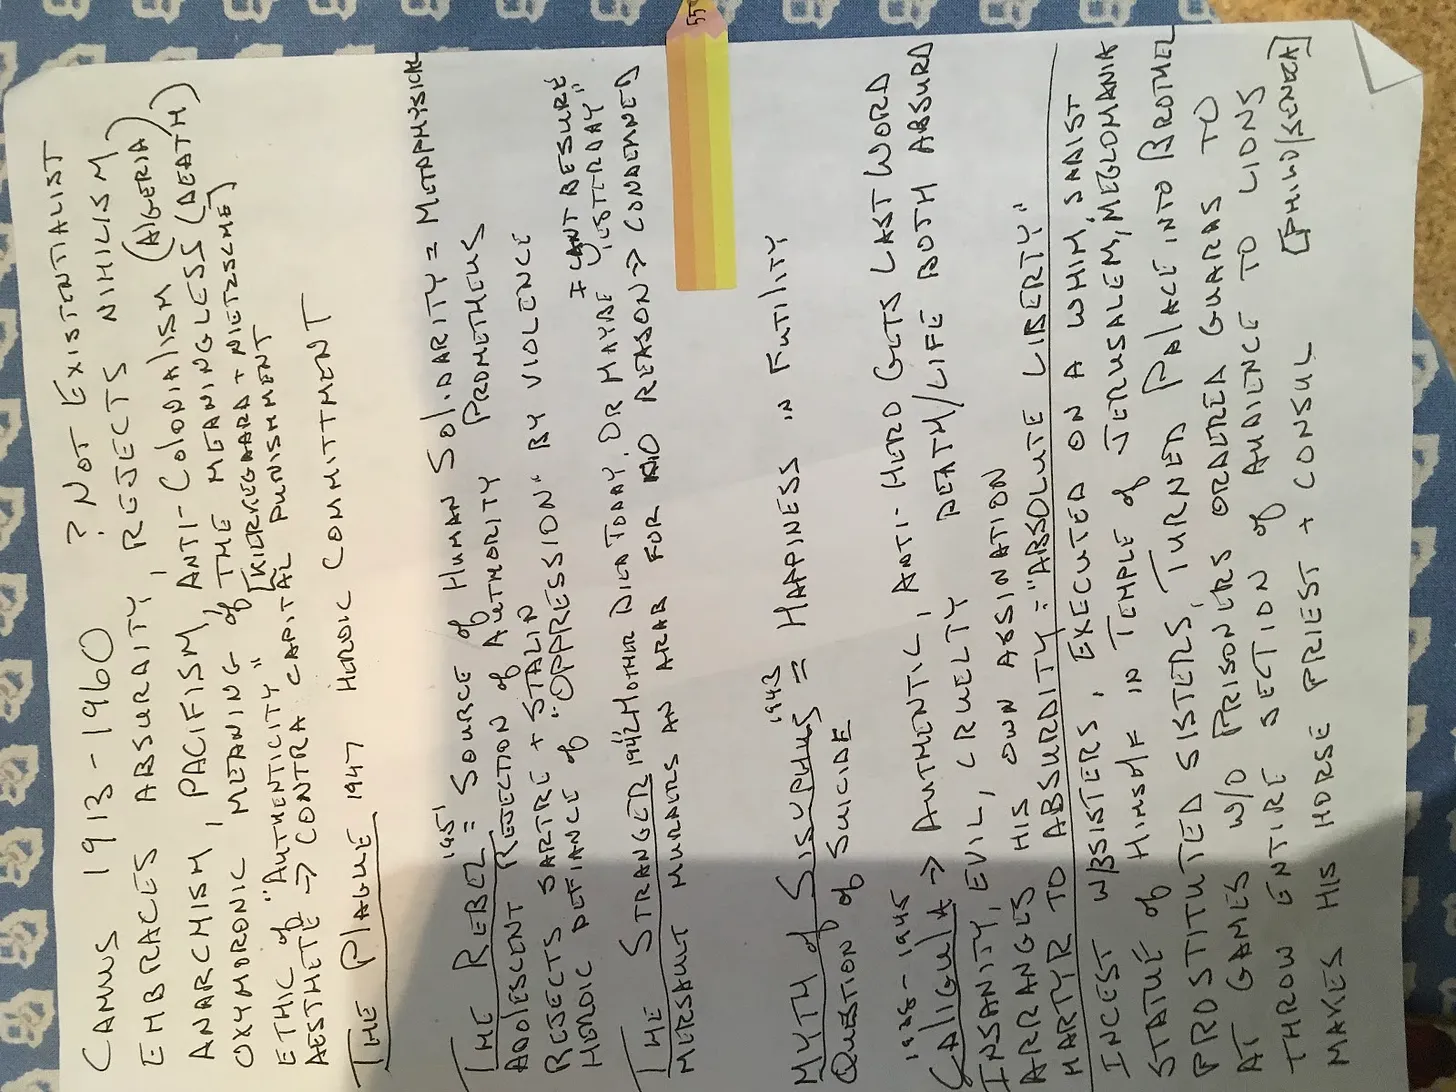 CAMUS 1913-1960 ? NOT EXISTENTIALIST
EMBRACES ABSURDITY, REJECTS NIHILISM,
ANARCHISM, PACIFISM, ANTI-COLONIALISM (ALGERIA)
OXYMORONIC MEANING of THE MEANINGLESS (DEATH)
ETHIC of "AUTHENTICITY" [KIERKEGAARD + NIETZSCHE]
AESTHETE → CONTRA CAPITAL PUNISHMENT
THE PLAGUE 1947 HEROIC COMMITTMENT
THE REBEL 1951 = SOURCE of HUMAN SOLIDARITY = METAPHYSICAL
ADOLESCENT REJECTION of AUTHORITY PROMETHEUS
REJECTS SARTRE + STALIN
HEROIC DEFIANCE of "OPPRESSION" BY VIOLENCE
THE STRANGER 1942 MOTHER DIED TODAY. OR MAYBE YESTERDAY" I CANT BE SURE
MERSAULT MURDERS AN ARAB FOR NO REASON → CONDEMNED
MYTH of SISYPHUS 1943 = HAPPINESS IN FUTILITY
QUESTION of SUICIDE
1938-1945
CALIGULA → AUTHENTIC, ANTI-HERO GETS LAST WORD
INSANITY, EVIL, CRUELTY DEATH/LIFE BOTH ABSURD
ARRANGES HIS OWN ASSINATION
MARTYR TO ABSURDITY: "ABSOLUTE LIBERTY"
INCEST W/3 SISTERS, EXECUTED ON A WHIM, SADIST
STATUE of HIMSELF IN TEMPLE of JERUSALEM, MEGLOMANIA
PROSTITUTED SISTERS, TURNED PALACE INTO BROTHEL
AT GAMES W/O PRISONERS ORDERED GUARDS TO
THROW ENTIRE SECTION of AUDIENCE TO LIONS
MAKES HIS HORSE PRIEST + CONSUL [PHILO/SENECA]
55¢